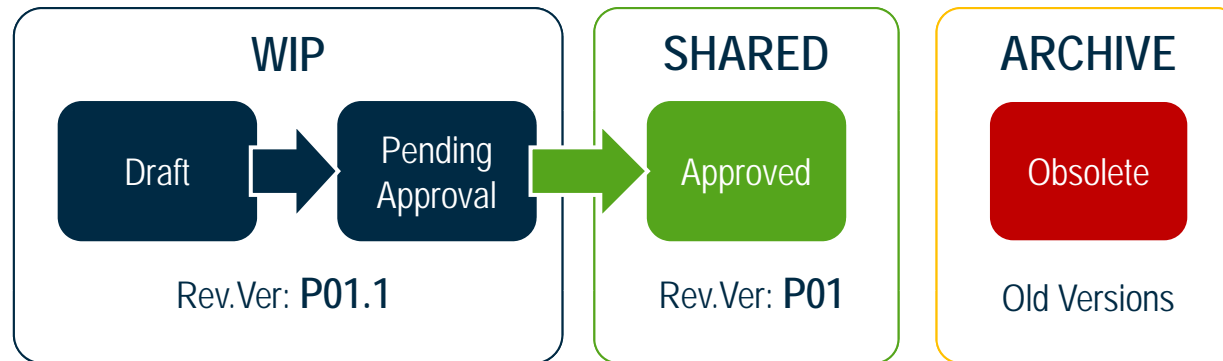 WIP
Draft
Pending
Approval
Rev.Ver: P01.1
SHARED
Approved
Rev.Ver: P01
ARCHIVE
Obsolete
Old Versions